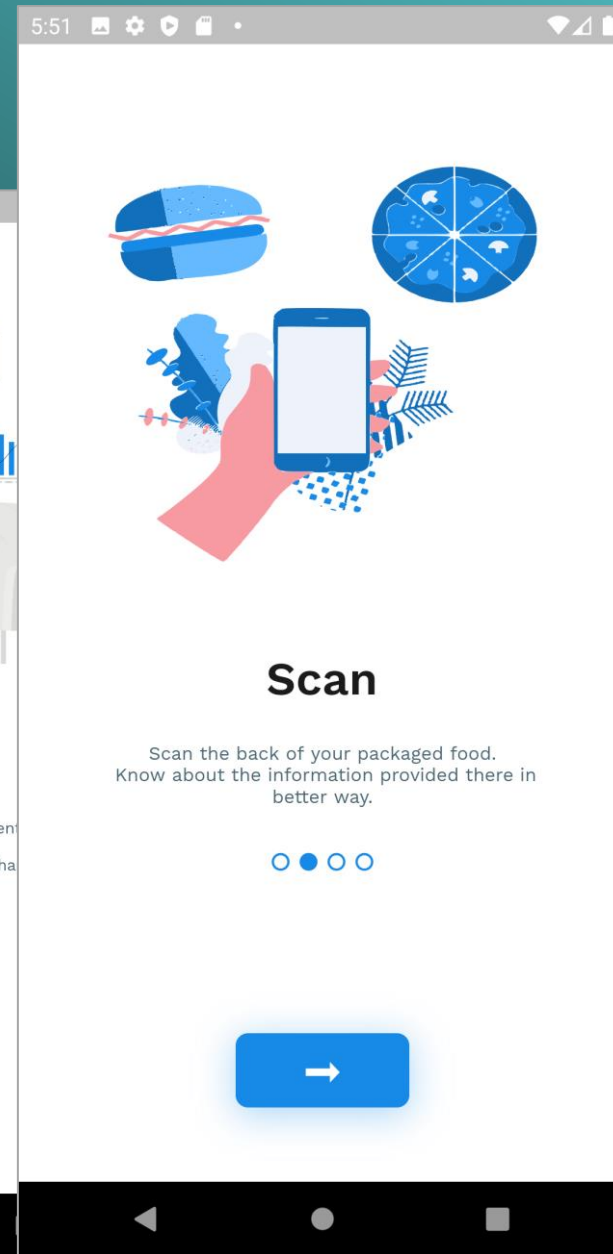 5:51
Scan
Scan the back of your packaged food.
Know about the information provided there in
better way.